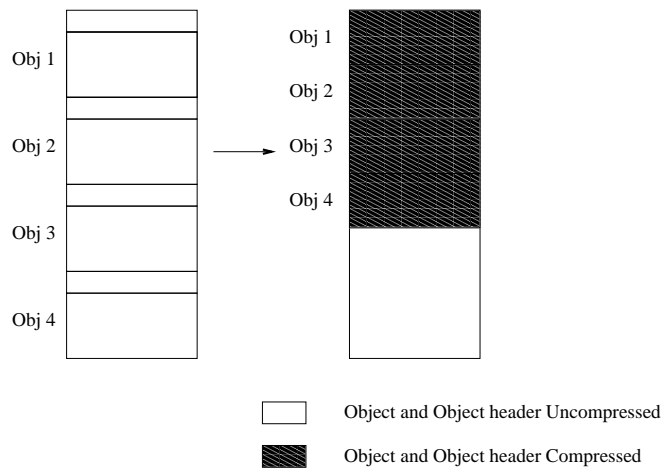 Obj 1
Obj 2
Obj 3
Obj 4
Obj 1
Obj 2
Obj 3
Obj 4
Object and Object header Uncompressed
Object and Object header Compressed